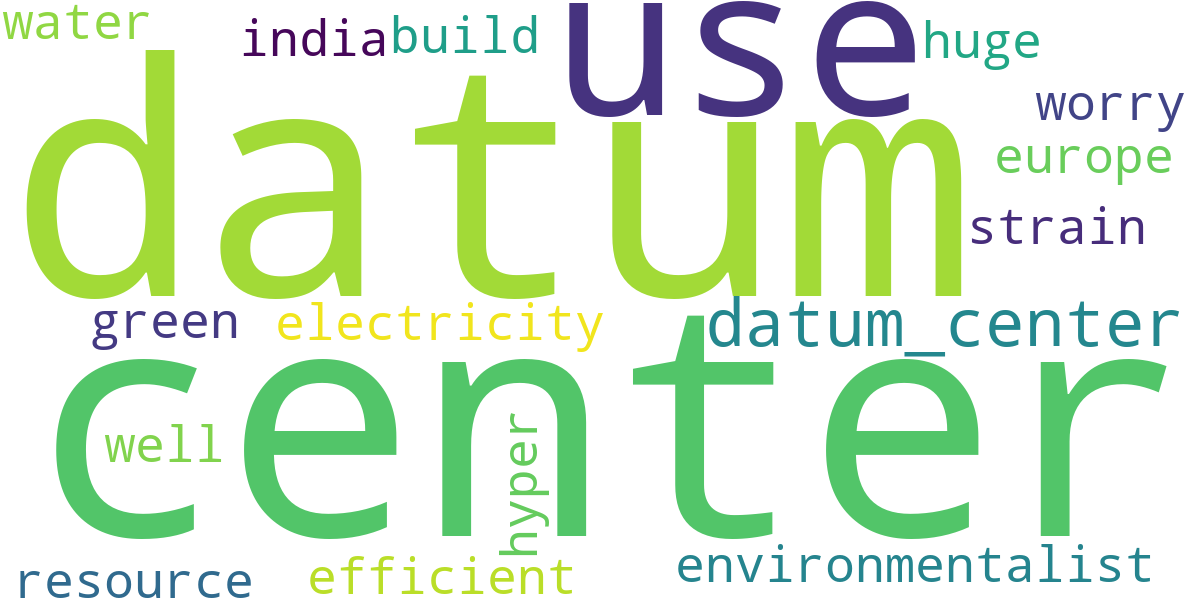 water
india
build
use
huge
worry
datum
europe
strain
green
electricity
datum_center
center
well
hyper
resource
efficient
environmentalist